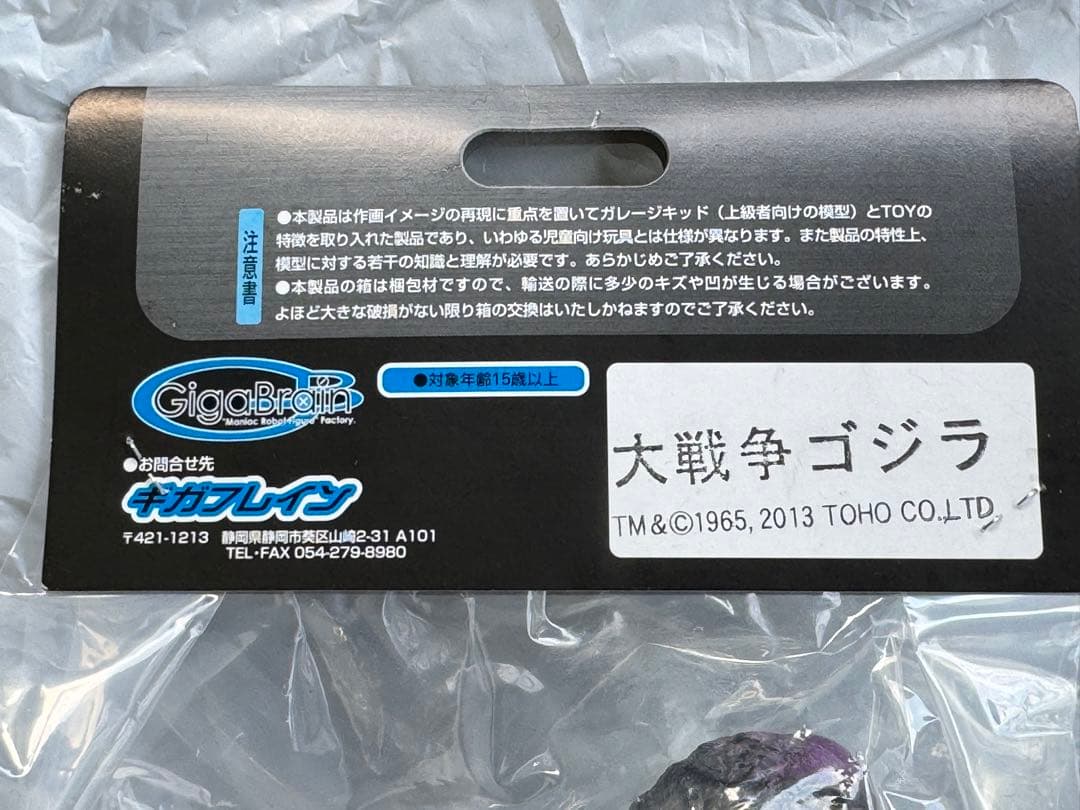 注意書
●本製品は作画イメージの再現に重点を置いてガレージキッド（上級者向けの模型）とTOYの
特徴を取り入れた製品であり、いわゆる児童向け玩具とは仕様が異なります。また製品の特性上、
模型に対する若干の知識と理解が必要です。あらかじめご了承ください。
●本製品の箱は梱包材ですので、輸送の際に多少のキズや凹が生じる場合がございます。
よほど大きな破損がない限り箱の交換はいたしかねますのでご了承ください。
GigaBrain
"Maniac Robot-figure" Factory.
●対象年齢15歳以上
●お問合せ先
ギガブレイン
〒421-1213 静岡県静岡市葵区山崎2-31 A101
TEL・FAX 054-279-8980
大戦争ゴジラ
TM&©1965, 2013 TOHO CO.LTD